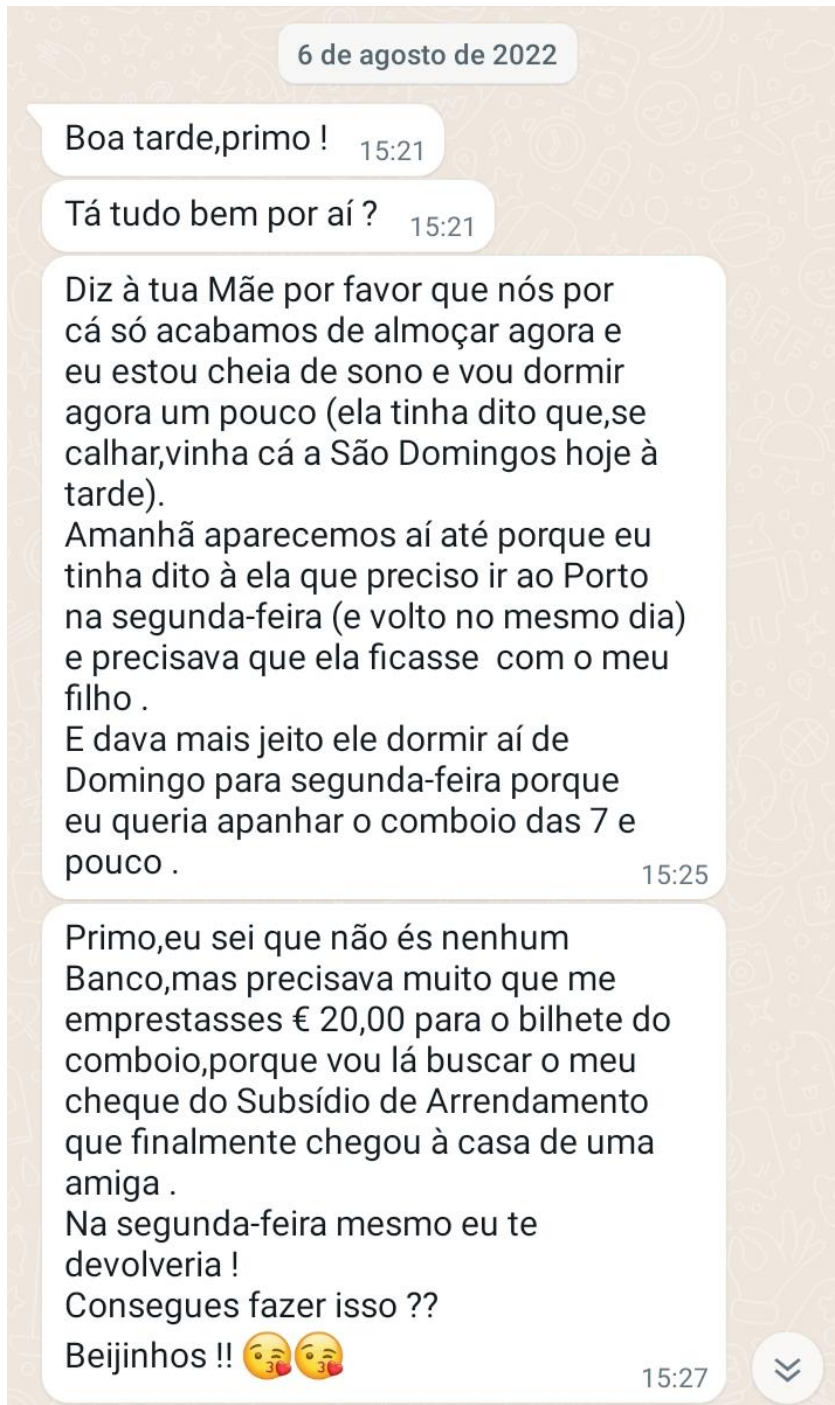 6 de agosto de 2022
Boa tarde,primo !
15:21
Tá tudo bem por aí ?
15:21
Diz à tua Mãe por favor que nós por
cá só acabamos de almoçar agora e
eu estou cheia de sono e vou dormir
agora um pouco (ela tinha dito que,se
calhar,vinha cá a São Domingos hoje à
tarde).
Amanhã aparecemos aí até porque eu
tinha dito à ela que preciso ir ao Porto
na segunda-feira (e volto no mesmo dia)
e precisava que ela ficasse  com o meu
filho .
E dava mais jeito ele dormir aí de
Domingo para segunda-feira porque
eu queria apanhar o comboio das 7 e
pouco .
15:25
Primo,eu sei que não és nenhum
Banco,mas precisava muito que me
emprestasses € 20,00 para o bilhete do
comboio,porque vou lá buscar o meu
cheque do Subsídio de Arrendamento
que finalmente chegou à casa de uma
amiga .
Na segunda-feira mesmo eu te
devolveria !
Consegues fazer isso ??
Beijinhos !! 😘😘
15:27